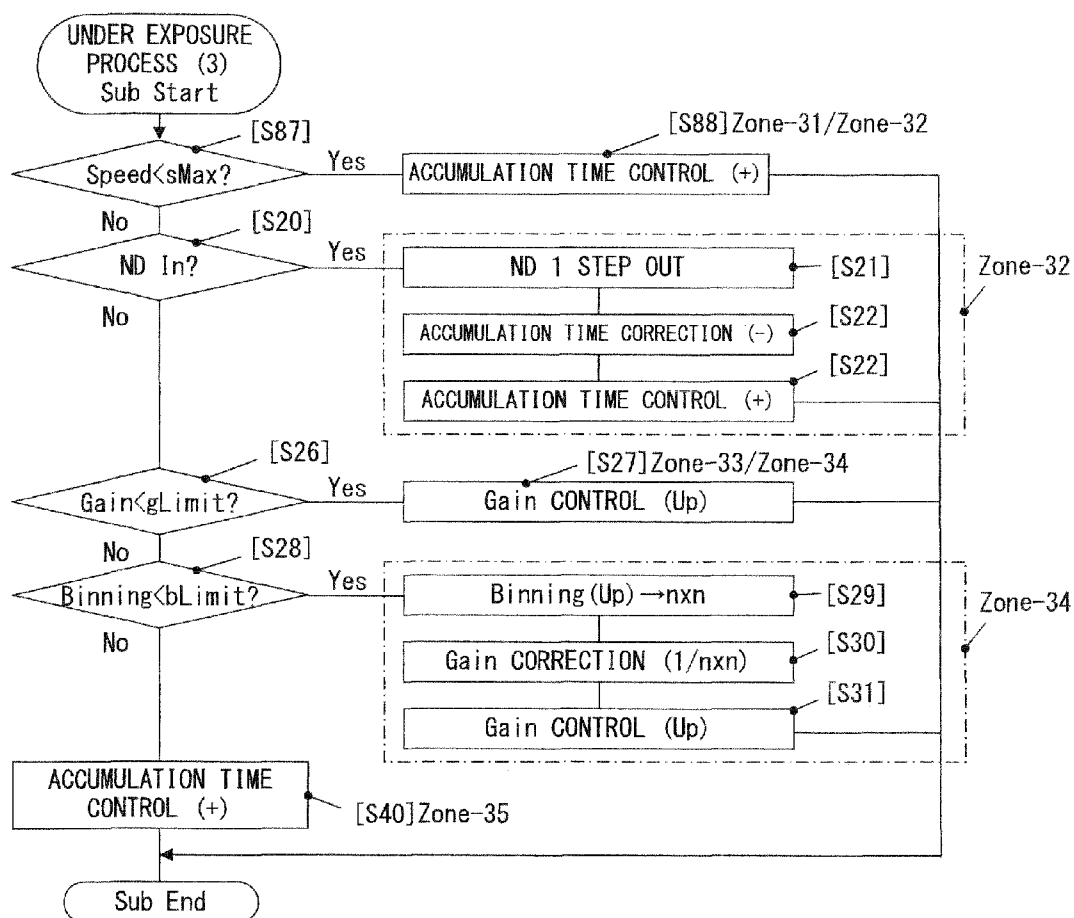 UNDER EXPOSURE
PROCESS (3)
Sub Start
[S87]
Speed<sMax?
Yes
[S88]Zone-31/Zone-32
ACCUMULATION TIME CONTROL (+)
No
[S20]
ND In?
Yes
ND 1 STEP OUT
[S21]
Zone-32
No
ACCUMULATION TIME CORRECTION (-)
[S22]
ACCUMULATION TIME CONTROL (+)
[S22]
[S26]
Gain<gLimit?
Yes
[S27]Zone-33/Zone-34
Gain CONTROL (Up)
No
[S28]
Binning<bLimit?
Yes
Binning(Up)→nxn
[S29]
Zone-34
No
Gain CORRECTION (1/nxn)
[S30]
Gain CONTROL (Up)
[S31]
ACCUMULATION TIME
CONTROL (+)
[S40]Zone-35
Sub End